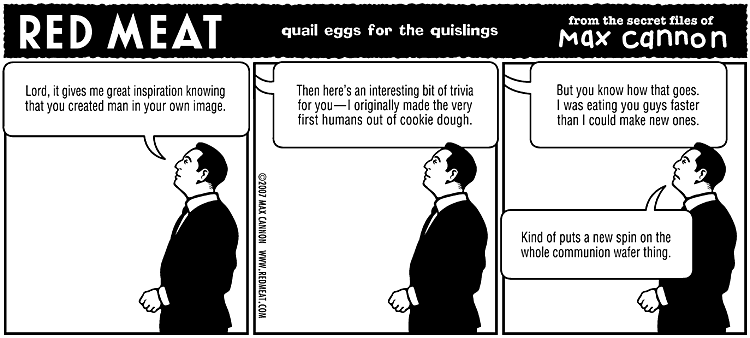 RED MEAT
quail eggs for the quislings
from the secret files of
Max cannon
Lord, it gives me great inspiration knowing
that you created man in your own image.
Then here's an interesting bit of trivia
for you—I originally made the very
first humans out of cookie dough.
But you know how that goes.
I was eating you guys faster
than I could make new ones.
Kind of puts a new spin on the
whole communion wafer thing.
©2007 MAX CANNON WWW.REDMEAT.COM